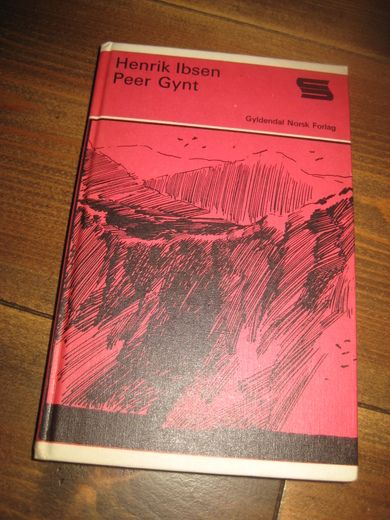 Henrik Ibsen
Peer Gynt
Gyldendal Norsk Forlag